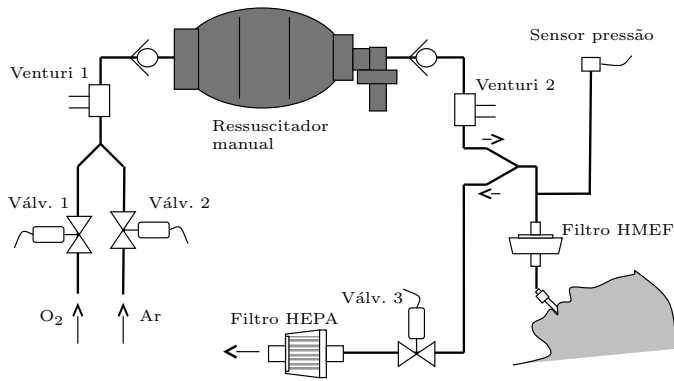 Sensor pressão
Venturi 1
Venturi 2
Ressuscitador
manual
Válv. 1
Válv. 2
Filtro HMEF
Válv. 3
O2
Ar
Filtro HEPA